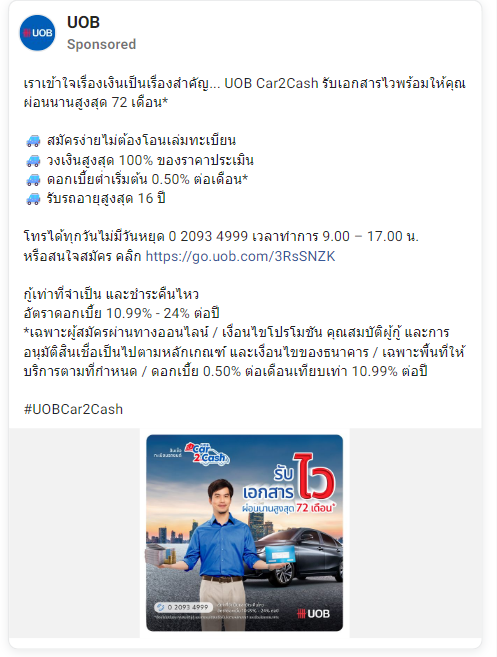 UOB
UOB
Sponsored
เราเข้าใจเรื่องเงินเป็นเรื่องสำคัญ... UOB Car2Cash รับเอกสารไวพร้อมให้คุณ
ผ่อนนานสูงสุด 72 เดือน*
สมัครง่ายไม่ต้องโอนเล่มทะเบียน
วงเงินสูงสุด 100% ของราคาประเมิน
ดอกเบี้ยต่ำเริ่มต้น 0.50% ต่อเดือน*
รับรถอายุสูงสุด 16 ปี
โทรได้ทุกวันไม่มีวันหยุด 0 2093 4999 เวลาทำการ 9.00 – 17.00 น.
หรือสนใจสมัคร คลิก https://go.uob.com/3RsSNZK
กู้เท่าที่จำเป็น และชำระคืนไหว
อัตราดอกเบี้ย 10.99% - 24% ต่อปี
*เฉพาะผู้สมัครผ่านทางออนไลน์ / เงื่อนไขโปรโมชัน คุณสมบัติผู้กู้ และการ
อนุมัติสินเชื่อเป็นไปตามหลักเกณฑ์ และเงื่อนไขของธนาคาร / เฉพาะพื้นที่ให้
บริการตามที่กำหนด / ดอกเบี้ย 0.50% ต่อเดือนเทียบเท่า 10.99% ต่อปี
#UOBCar2Cash
สินเชื่อ
ทะเบียนรถยนต์
Car
2Cash
รับ
เอกสาร
ไว
ผ่อนนานสูงสุด 72 เดือน*
0 2093 4999
UOB